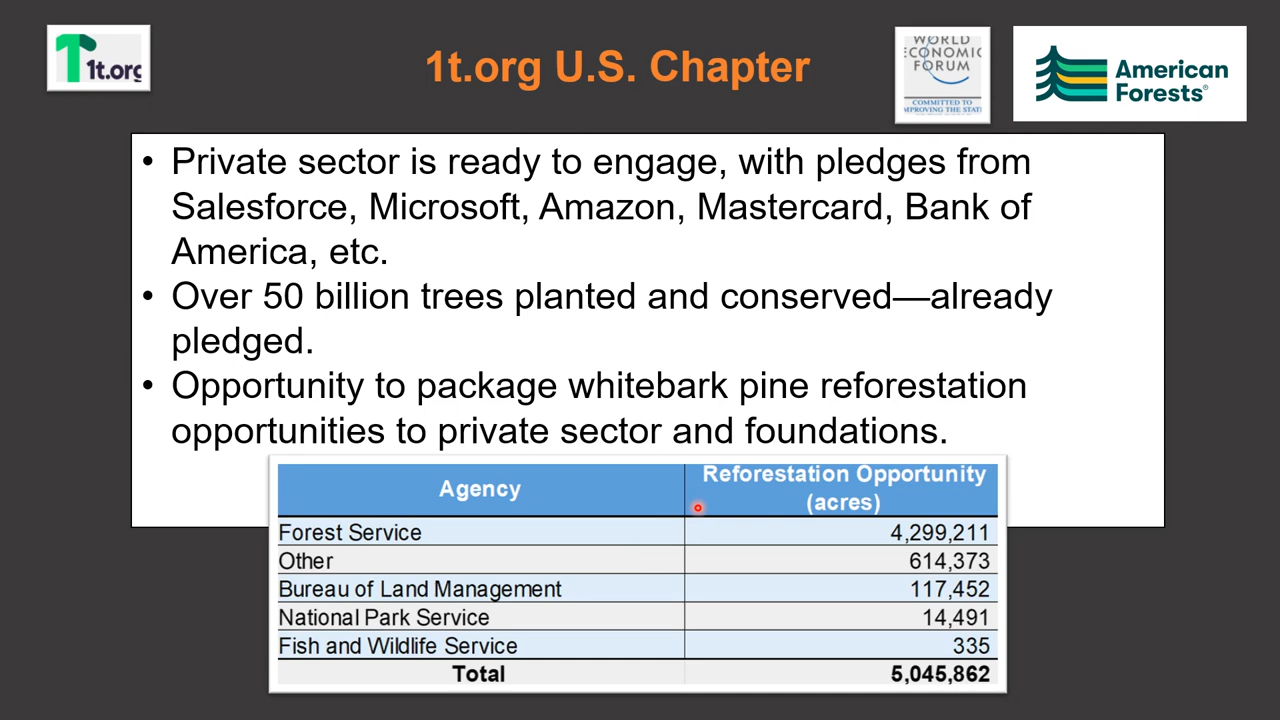 1t.org
1t.org U.S. Chapter
WORLD
ECONOMIC
FORUM
COMMITTED TO
IMPROVING THE STATE
American
Forests®
• Private sector is ready to engage, with pledges from
Salesforce, Microsoft, Amazon, Mastercard, Bank of
America, etc.
• Over 50 billion trees planted and conserved—already
pledged.
• Opportunity to package whitebark pine reforestation
opportunities to private sector and foundations.
Agency Reforestation Opportunity (acres)
Forest Service 4,299,211
Other 614,373
Bureau of Land Management 117,452
National Park Service 14,491
Fish and Wildlife Service 335
Total 5,045,862